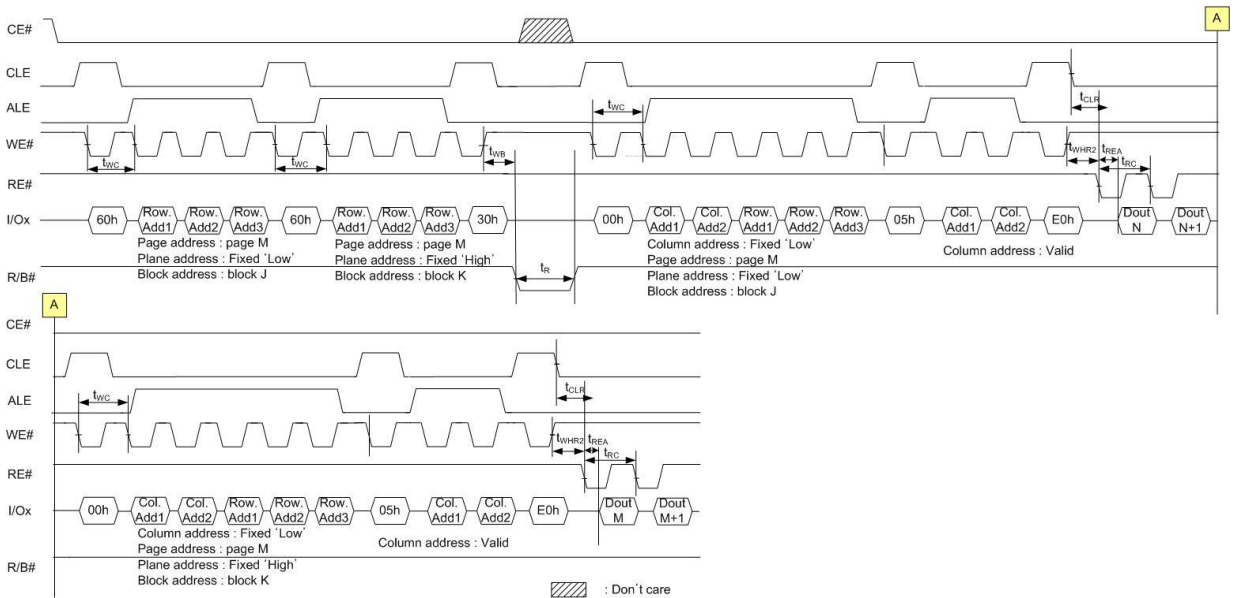 A
CE#
CLE
tCLR
ALE
tWC
WE#
tWC
tWC
tWB
tWHR2
tREA
tRC
RE#
I/Ox
60h
Row. Add1
Row. Add2
Row. Add3
60h
Row. Add1
Row. Add2
Row. Add3
30h
00h
Col. Add1
Col. Add2
Row. Add1
Row. Add2
Row. Add3
05h
Col. Add1
Col. Add2
E0h
Dout N
Dout N+1
Page address : page M
Plane address : Fixed 'Low'
Block address : block J
Page address : page M
Plane address : Fixed 'High'
Block address : block K
Column address : Fixed 'Low'
Page address : page M
Plane address : Fixed 'Low'
Block address : block J
Column address : Valid
R/B#
tR
A
CE#
CLE
tCLR
ALE
tWC
WE#
tWHR2
tREA
tRC
RE#
I/Ox
00h
Col. Add1
Col. Add2
Row. Add1
Row. Add2
Row. Add3
05h
Col. Add1
Col. Add2
E0h
Dout M
Dout M+1
Column address : Fixed 'Low'
Page address : page M
Plane address : Fixed 'High'
Block address : block K
Column address : Valid
R/B#
: Don't care